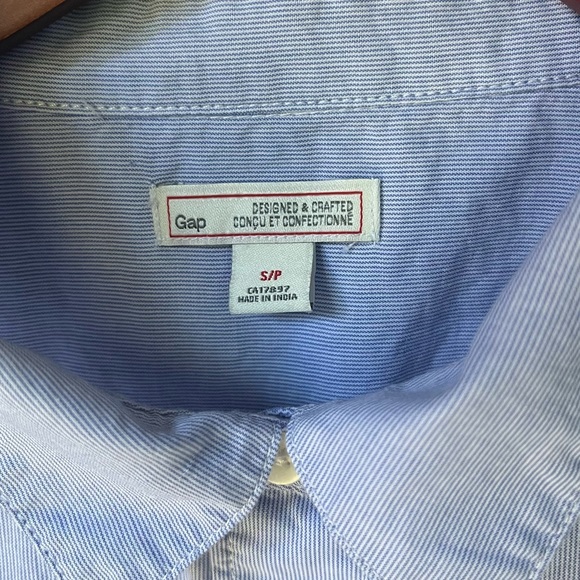 Gap
DESIGNED & CRAFTED
CONÇU ET CONFECTIONNÉ
S/P
CA17897
MADE IN INDIA